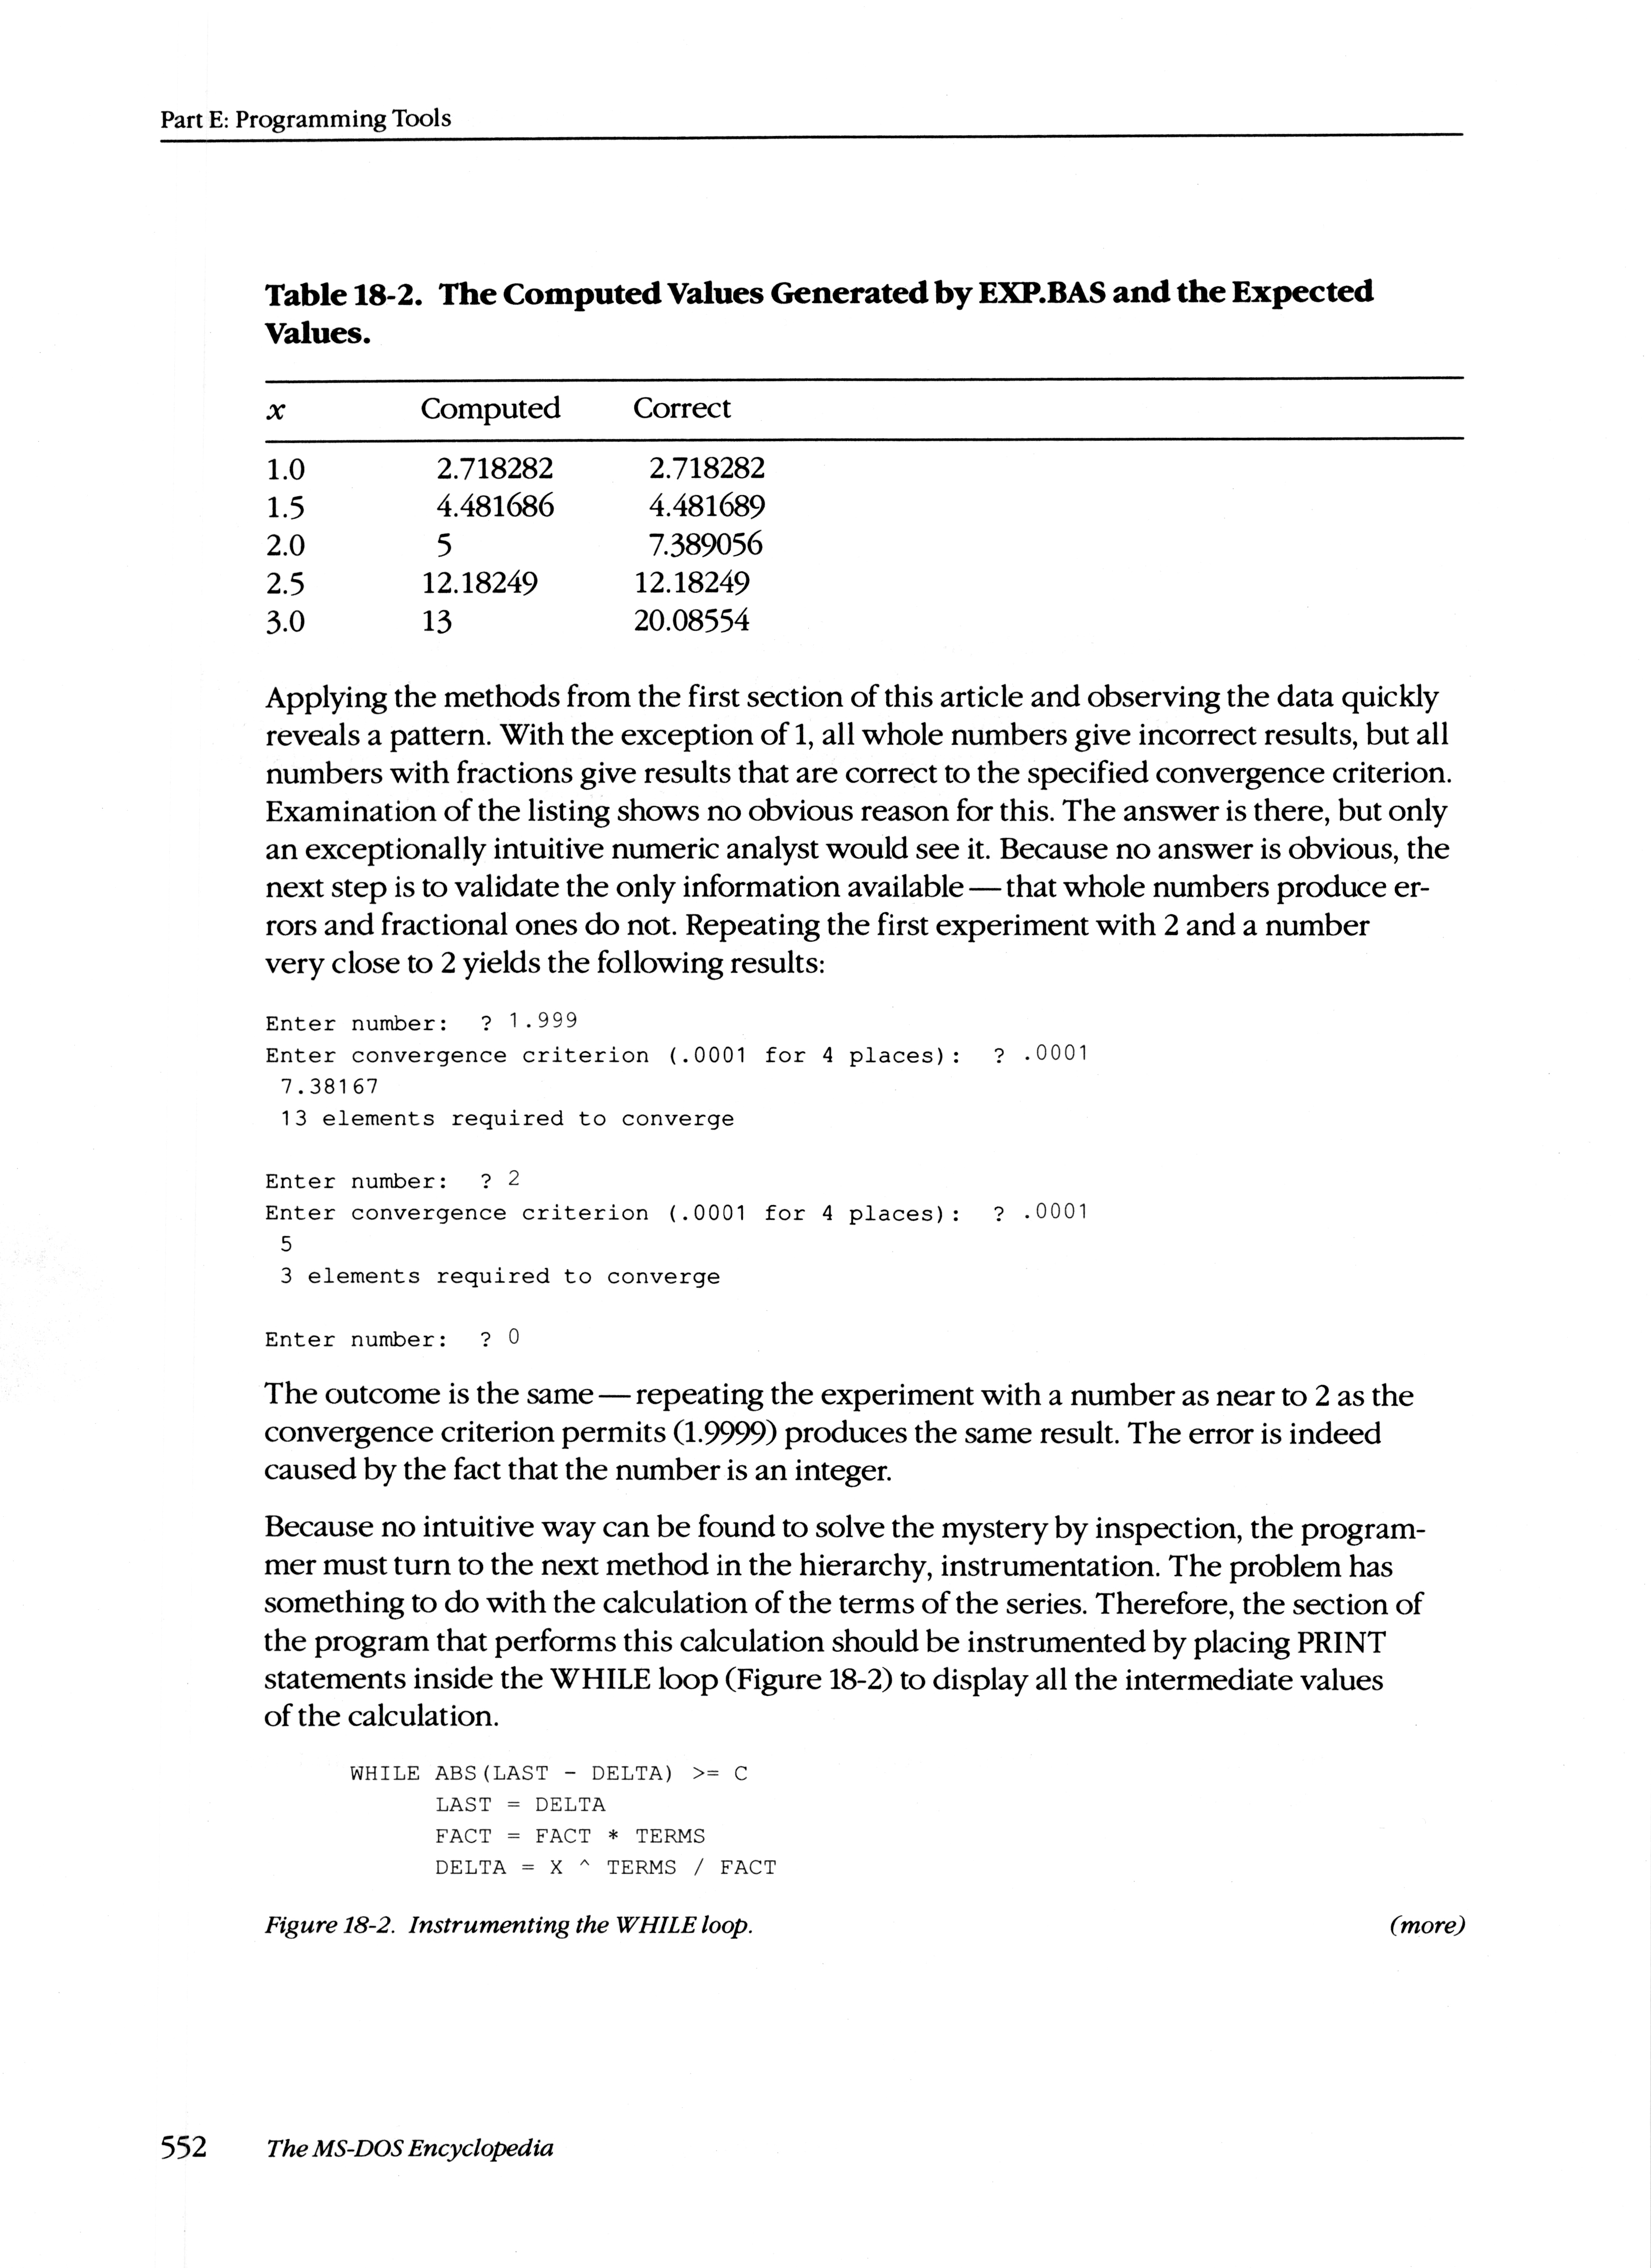 Part E: Programming Tools
Table 18-2. The Computed Values Generated by EXP.BAS and the Expected
Values.
x Computed Correct
1.0 2.718282 2.718282
1.5 4.481686 4.481689
2.0 5 7.389056
2.5 12.18249 12.18249
3.0 13 20.08554
Applying the methods from the first section of this article and observing the data quickly
reveals a pattern. With the exception of 1, all whole numbers give incorrect results, but all
numbers with fractions give results that are correct to the specified convergence criterion.
Examination of the listing shows no obvious reason for this. The answer is there, but only
an exceptionally intuitive numeric analyst would see it. Because no answer is obvious, the
next step is to validate the only information available — that whole numbers produce er-
rors and fractional ones do not. Repeating the first experiment with 2 and a number
very close to 2 yields the following results:
Enter number: ? 1.999
Enter convergence criterion (.0001 for 4 places): ? .0001
7.38167
13 elements required to converge
Enter number: ? 2
Enter convergence criterion (.0001 for 4 places): ? .0001
5
3 elements required to converge
Enter number: ? 0
The outcome is the same — repeating the experiment with a number as near to 2 as the
convergence criterion permits (1.9999) produces the same result. The error is indeed
caused by the fact that the number is an integer.
Because no intuitive way can be found to solve the mystery by inspection, the program-
mer must turn to the next method in the hierarchy, instrumentation. The problem has
something to do with the calculation of the terms of the series. Therefore, the section of
the program that performs this calculation should be instrumented by placing PRINT
statements inside the WHILE loop (Figure 18-2) to display all the intermediate values
of the calculation.
WHILE ABS(LAST - DELTA) >= C
LAST = DELTA
FACT = FACT * TERMS
DELTA = X ^ TERMS / FACT
Figure 18-2. Instrumenting the WHILE loop. (more)
552 The MS-DOS Encyclopedia